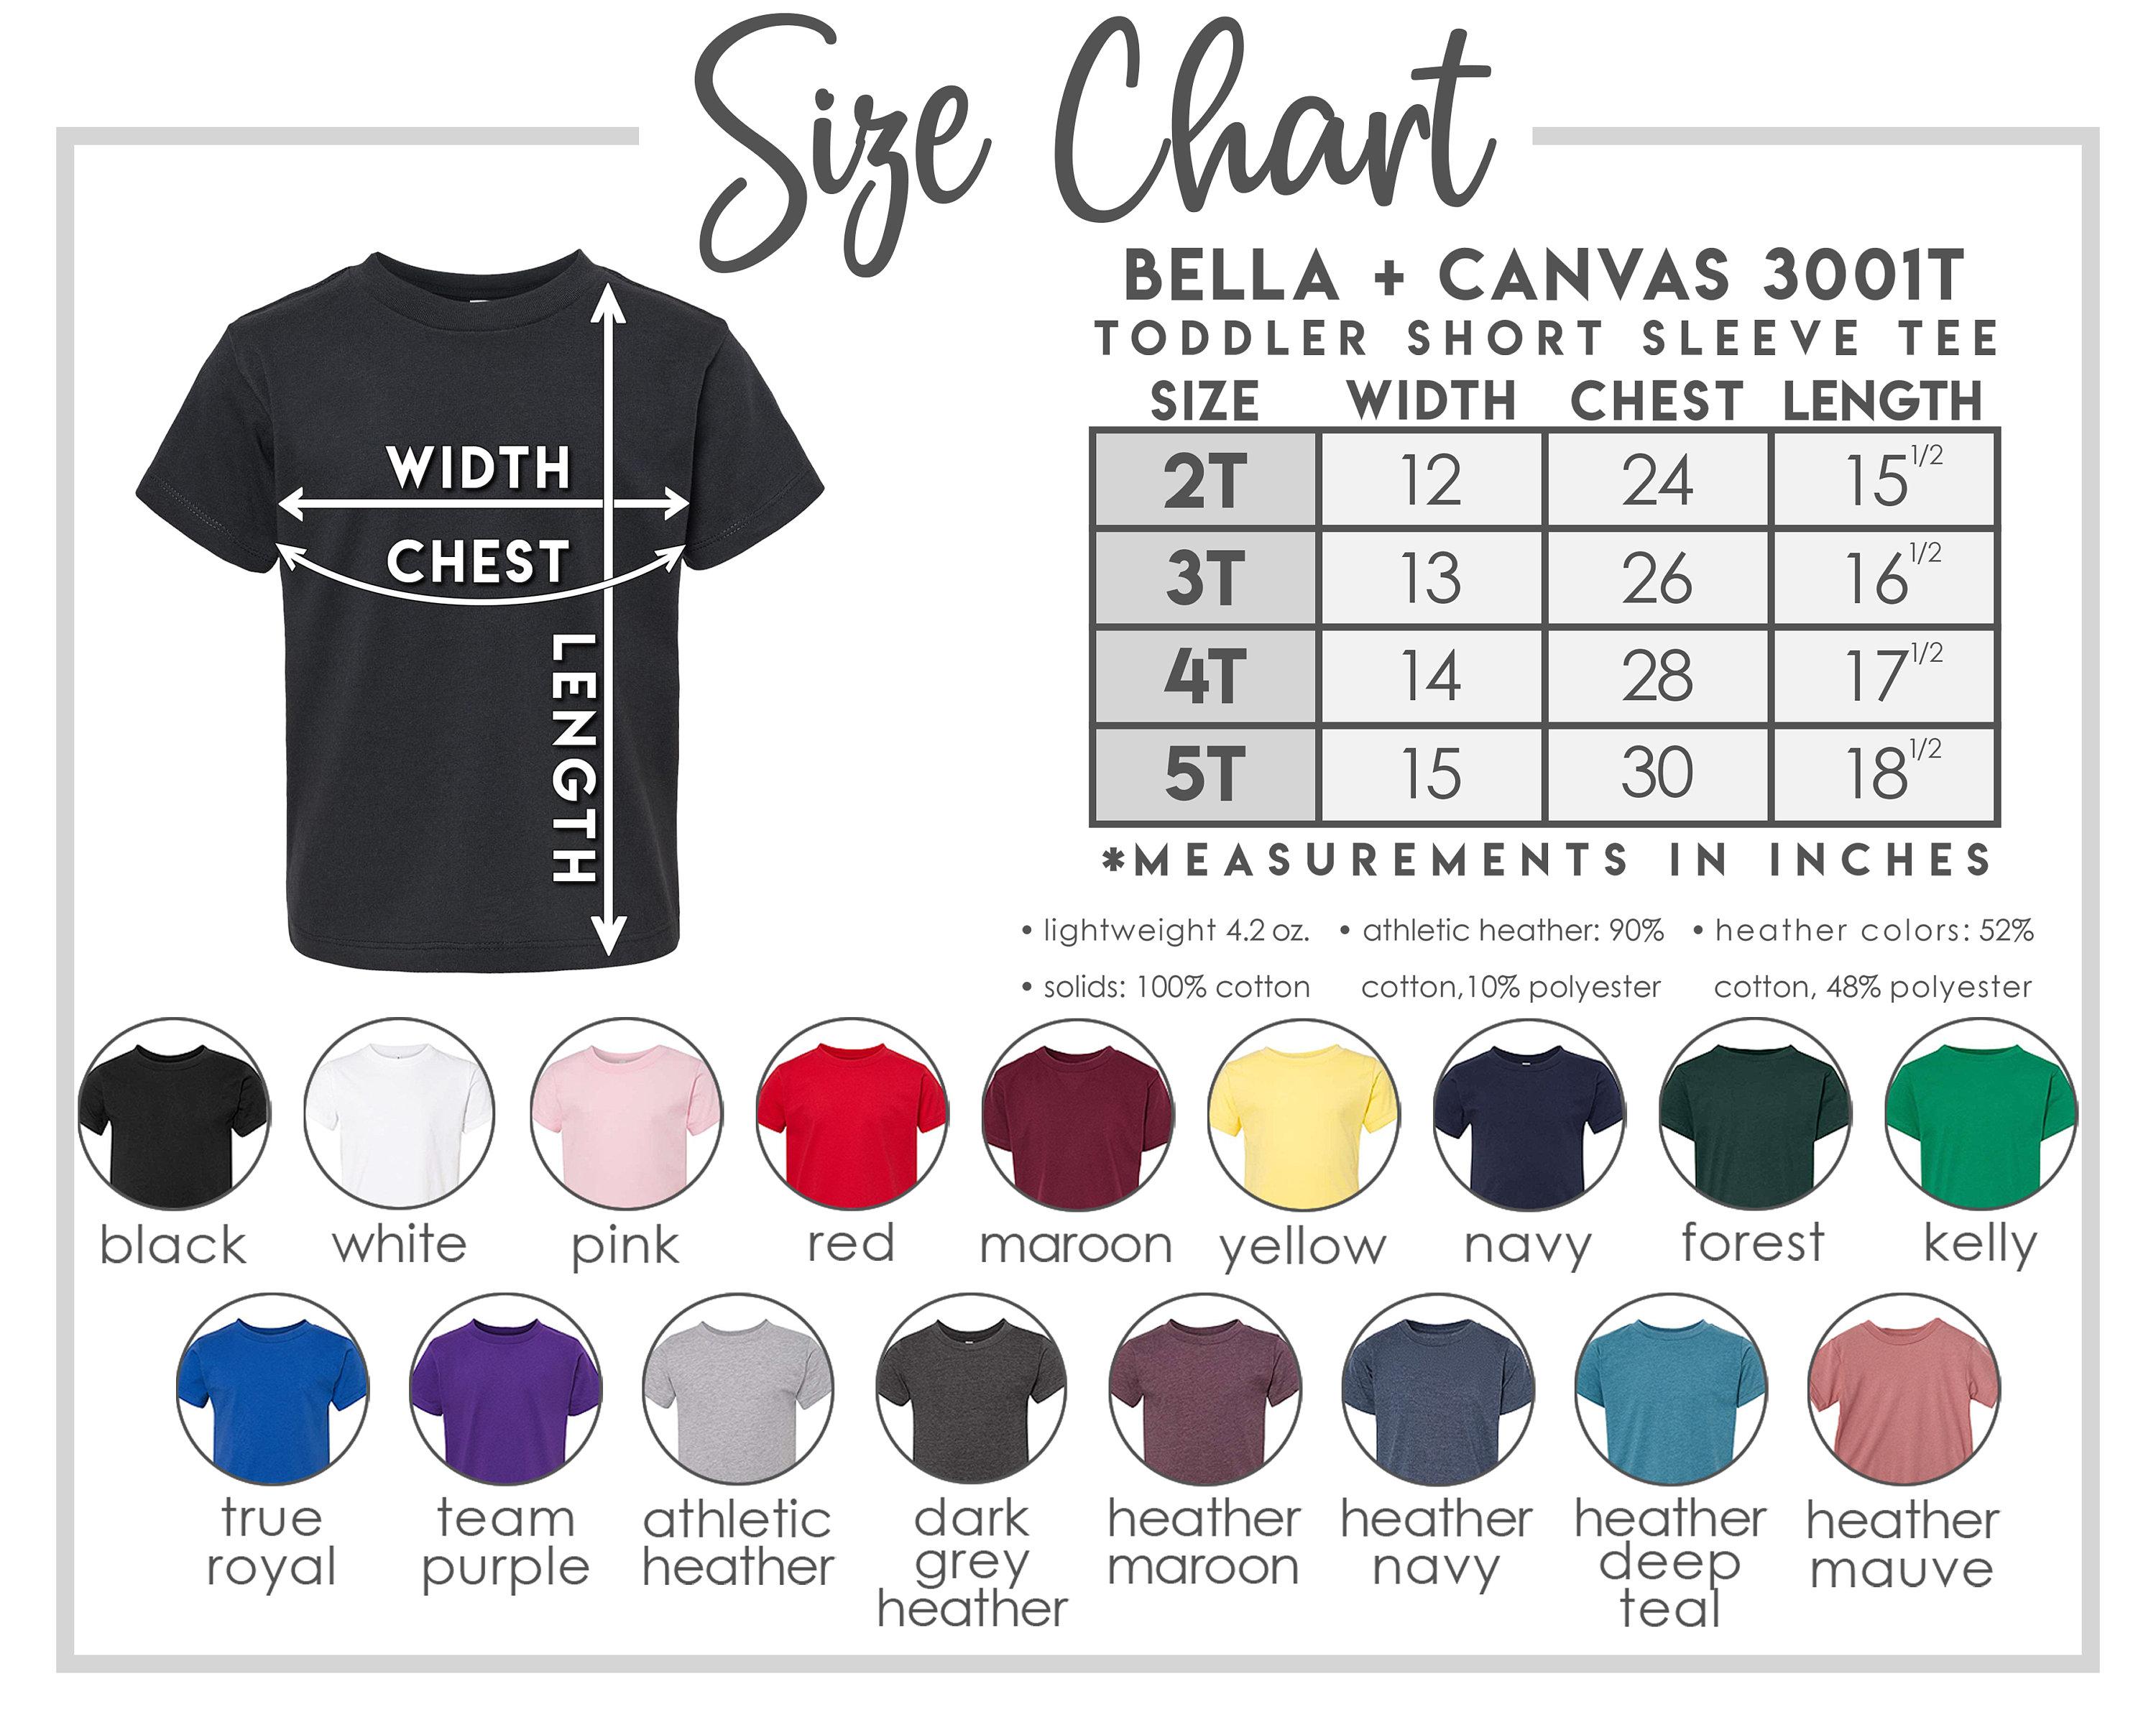 Size Chart
BELLA + CANVAS 3001T
TODDLER SHORT SLEEVE TEE
SIZE WIDTH CHEST LENGTH
2T 12 24 15 1/2
3T 13 26 16 1/2
4T 14 28 17 1/2
5T 15 30 18 1/2
*MEASUREMENTS IN INCHES
WIDTH
CHEST
LENGTH
• lightweight 4.2 oz.
• solids: 100% cotton
• athletic heather: 90%
cotton,10% polyester
• heather colors: 52%
cotton, 48% polyester
black
white
pink
red
maroon
yellow
navy
forest
kelly
true
royal
team
purple
athletic
heather
dark
grey
heather
heather
maroon
heather
navy
heather
deep
teal
heather
mauve